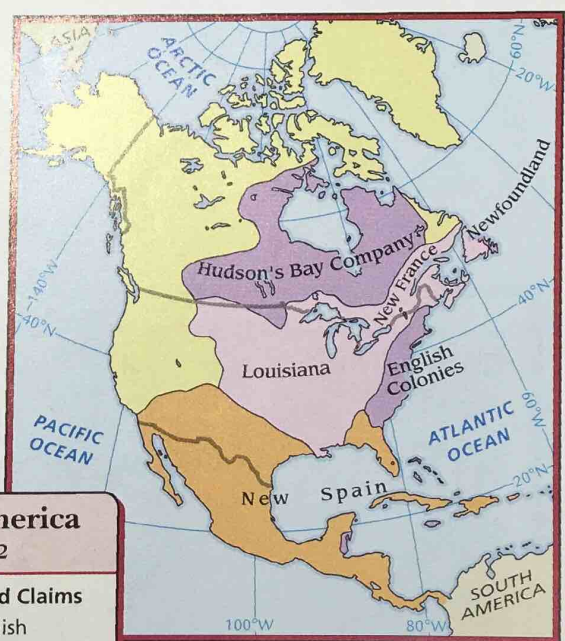 ASIA
ARCTIC
OCEAN
60°N
20°W
Newfoundland
Hudson's Bay Company
New France
140°W
40°N
40°N
Louisiana
English
Colonies
60°W
PACIFIC
OCEAN
ATLANTIC
OCEAN
New Spain
20°N
SOUTH
AMERICA
100°W
80°W
nerica
2
d Claims
ish